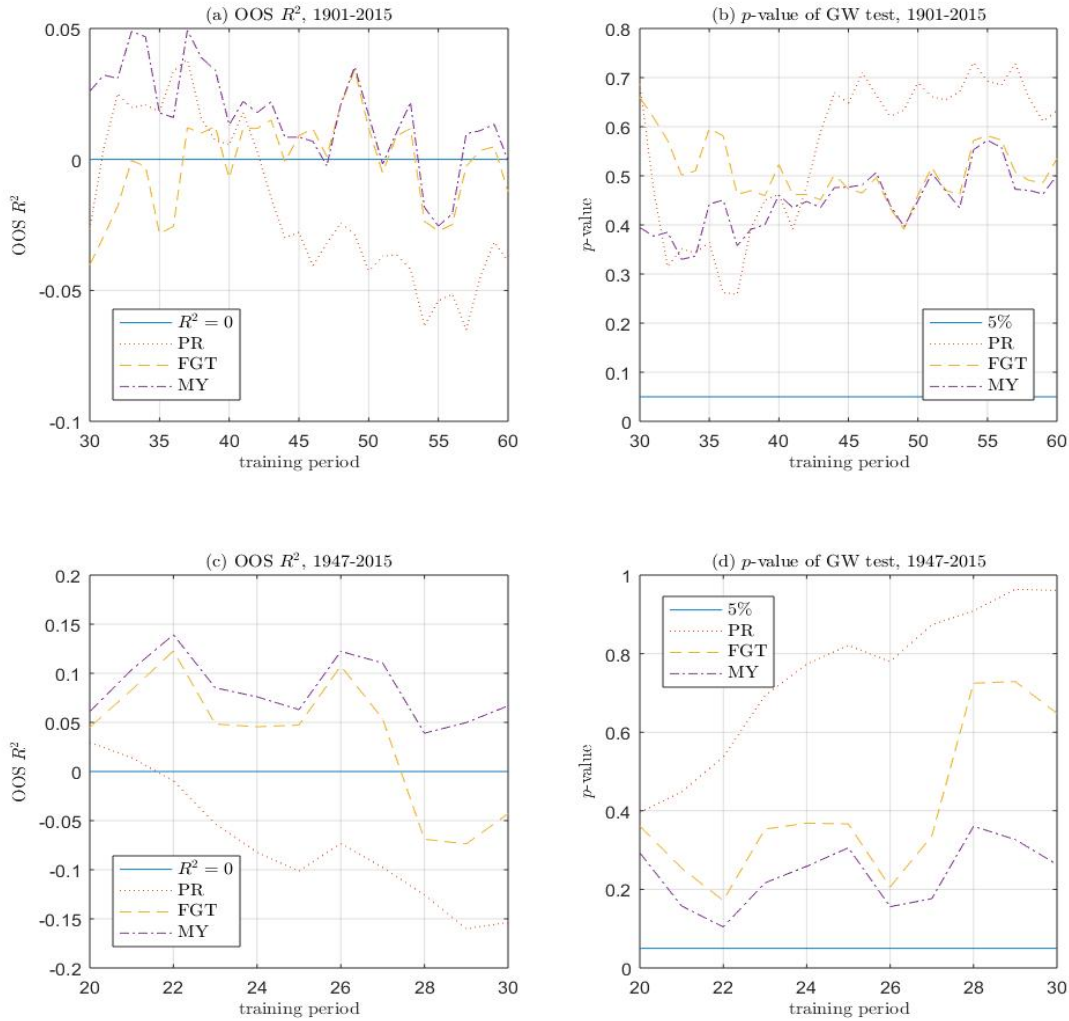 (a) OOS R², 1901-2015
0.05
0
-0.05
-0.1
OOS R²
R² = 0
PR
FGT
MY
30 35 40 45 50 55 60
training period
(b) p-value of GW test, 1901-2015
0.8
0.7
0.6
0.5
0.4
0.3
0.2
0.1
0
p-value
5%
PR
FGT
MY
30 35 40 45 50 55 60
training period
(c) OOS R², 1947-2015
0.2
0.15
0.1
0.05
0
-0.05
-0.1
-0.15
-0.2
OOS R²
R² = 0
PR
FGT
MY
20 22 24 26 28 30
training period
(d) p-value of GW test, 1947-2015
1
0.8
0.6
0.4
0.2
0
p-value
5%
PR
FGT
MY
20 22 24 26 28 30
training period